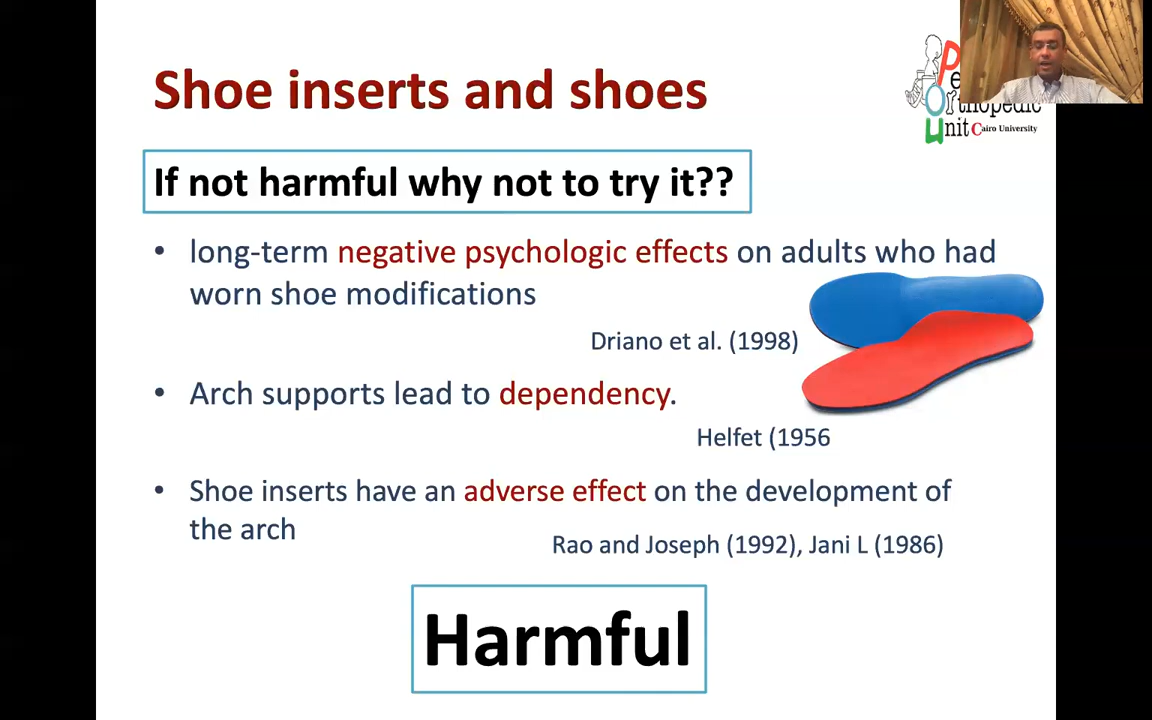 Shoe inserts and shoes
If not harmful why not to try it??
• long-term negative psychologic effects on adults who had
worn shoe modifications
Driano et al. (1998)
• Arch supports lead to dependency.
Helfet (1956
• Shoe inserts have an adverse effect on the development of
the arch
Rao and Joseph (1992), Jani L (1986)
Harmful
Unit Cairo University